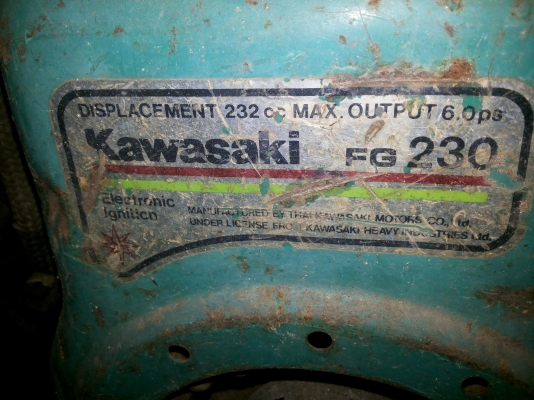 DISPLACEMENT 232 cc MAX. OUTPUT 6.0ps
Kawasaki FG 230
Electronic
Ignition
MANUFACTURED BY THAI KAWASAKI MOTORS CO., Ltd.
UNDER LICENSE FROM KAWASAKI HEAVY INDUSTRIES Ltd.